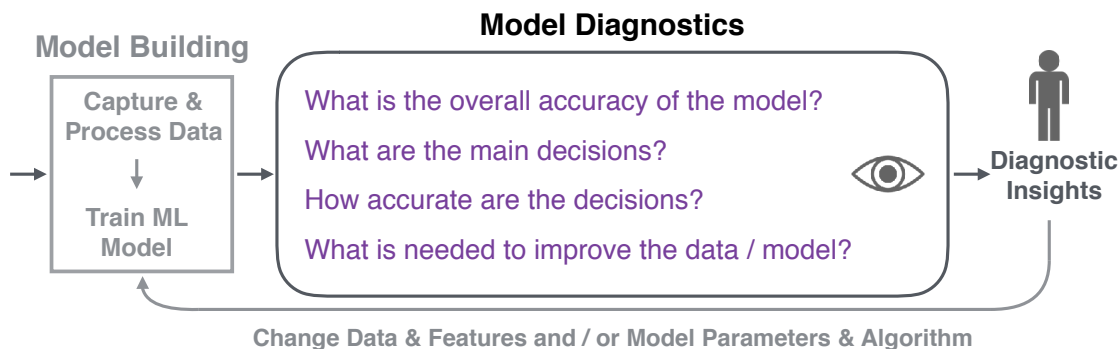 Model Diagnostics
Model Building
Capture &
Process Data
Train ML
Model
What is the overall accuracy of the model?
What are the main decisions?
How accurate are the decisions?
What is needed to improve the data / model?
Diagnostic
Insights
Change Data & Features and / or Model Parameters & Algorithm